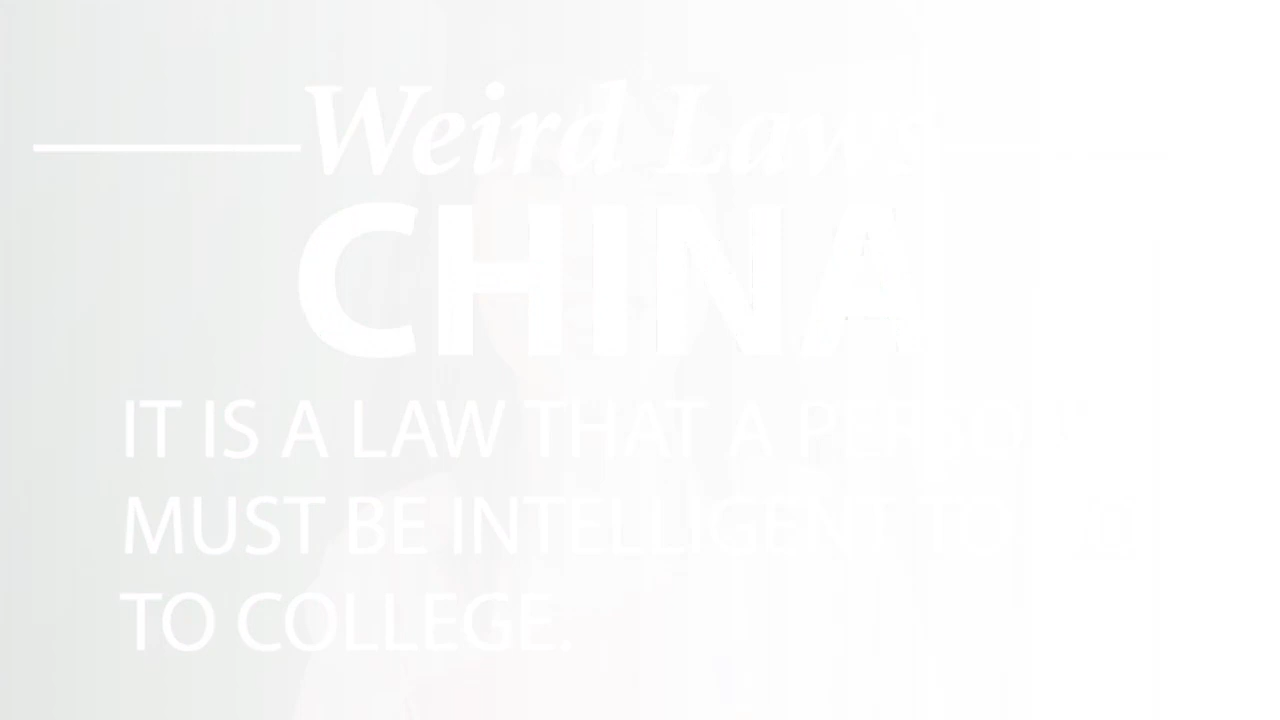 Weird Laws
CHINA
IT IS A LAW THAT A PERSON
MUST BE INTELLIGENT TO GO
TO COLLEGE.